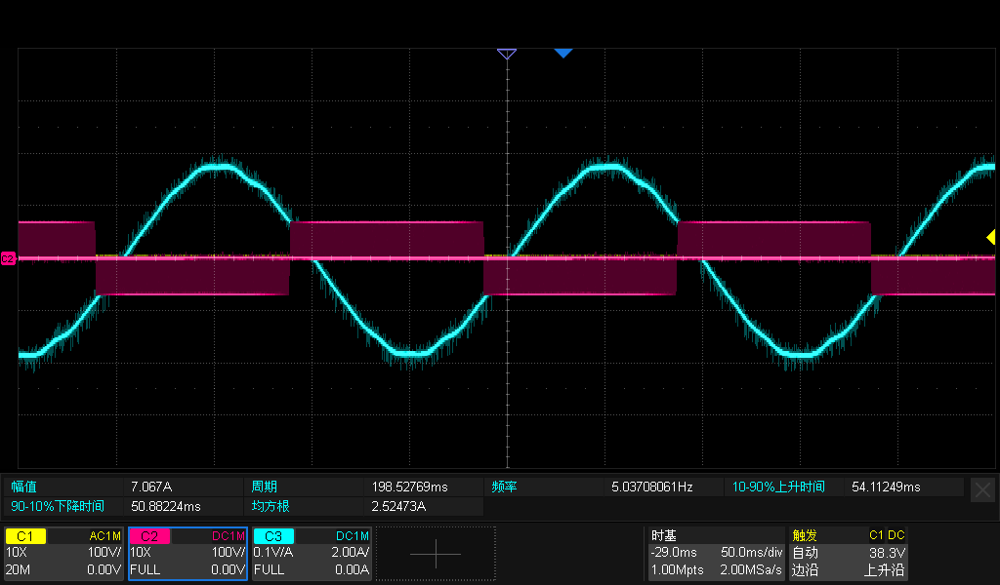 C2
幅值 7.067A 周期 198.52769ms 频率 5.03708061Hz 10-90%上升时间 54.11249ms
90-10%下降时间 50.88224ms 均方根 2.52473A
C1 AC1M
10X 100V/
20M 0.00V
C2 DC1M
10X 100V/
FULL 0.00V
C3 DC1M
0.1V/A 2.00A/
FULL 0.00A
时基
-29.0ms 50.0ms/div
1.00Mpts 2.00MSa/s
触发 C1 DC
自动 38.3V
边沿 上升沿